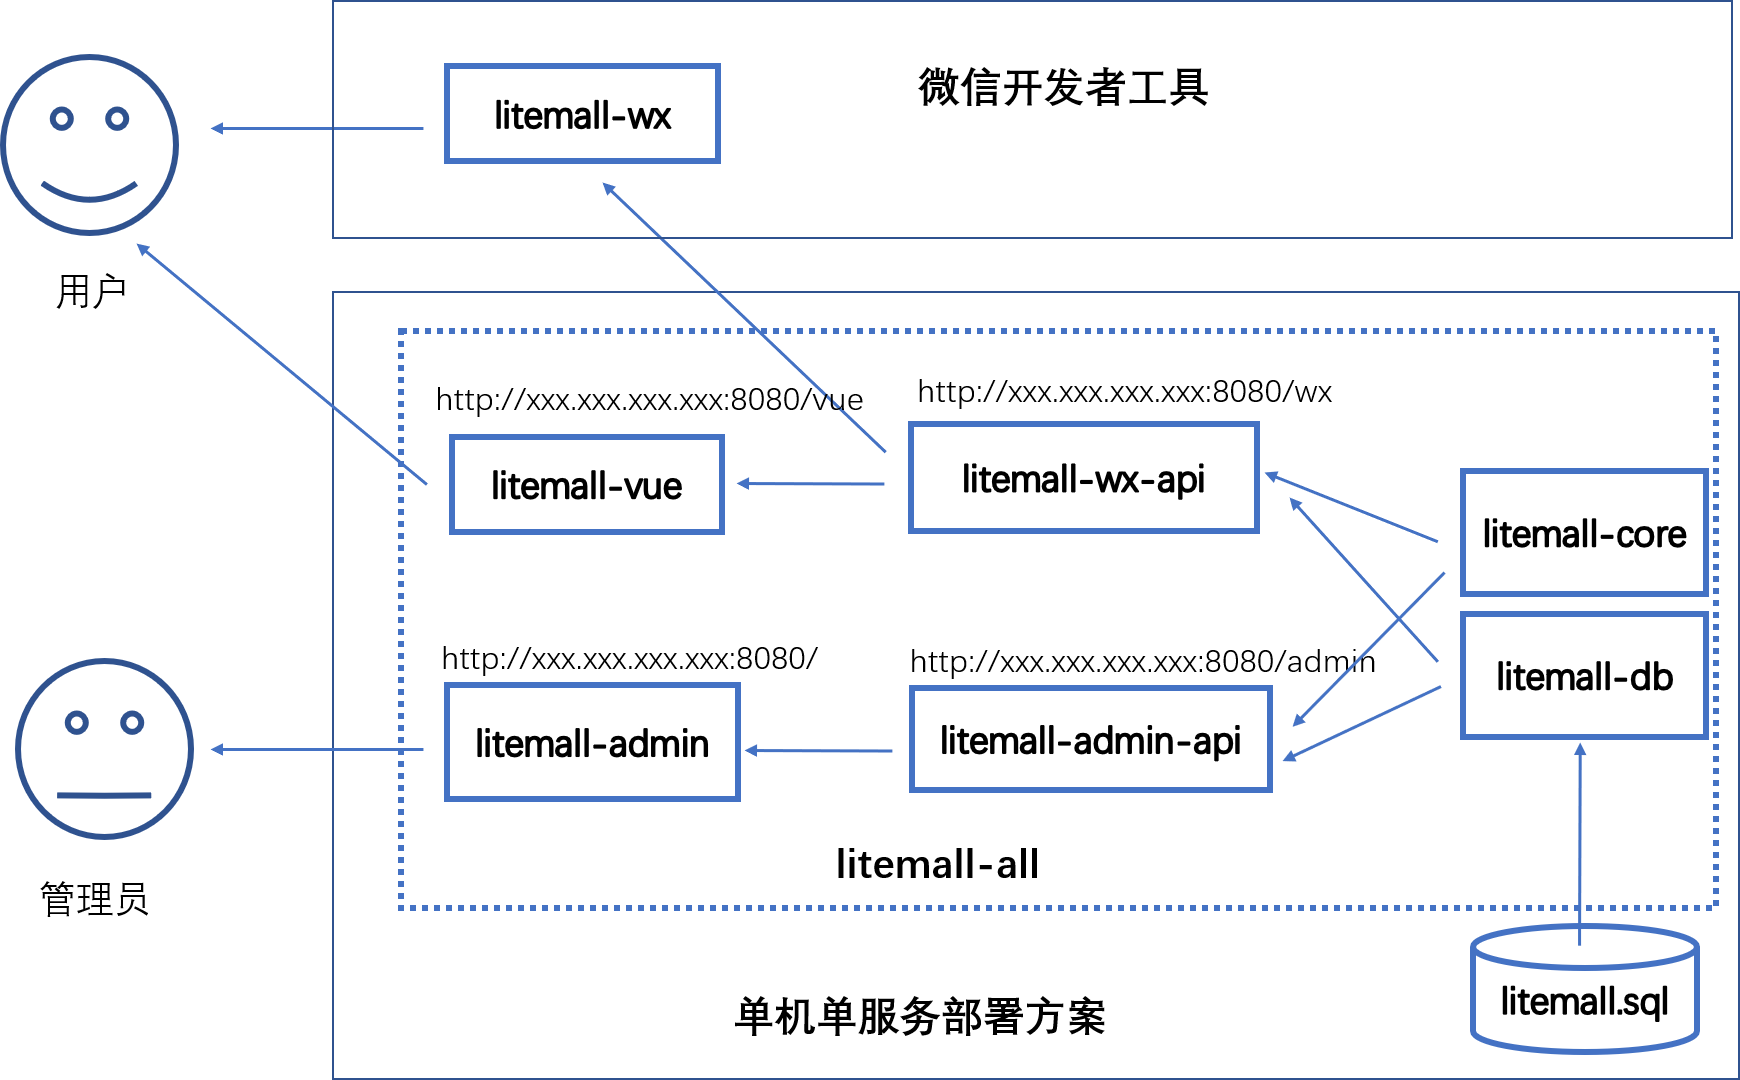 微信开发者工具
litemall-wx
用户
http://xxx.xxx.xxx.xxx:8080/vue
http://xxx.xxx.xxx.xxx:8080/wx
litemall-vue
litemall-wx-api
litemall-core
http://xxx.xxx.xxx.xxx:8080/
http://xxx.xxx.xxx.xxx:8080/admin
litemall-db
litemall-admin
litemall-admin-api
litemall-all
管理员
litemall.sql
单机单服务部署方案